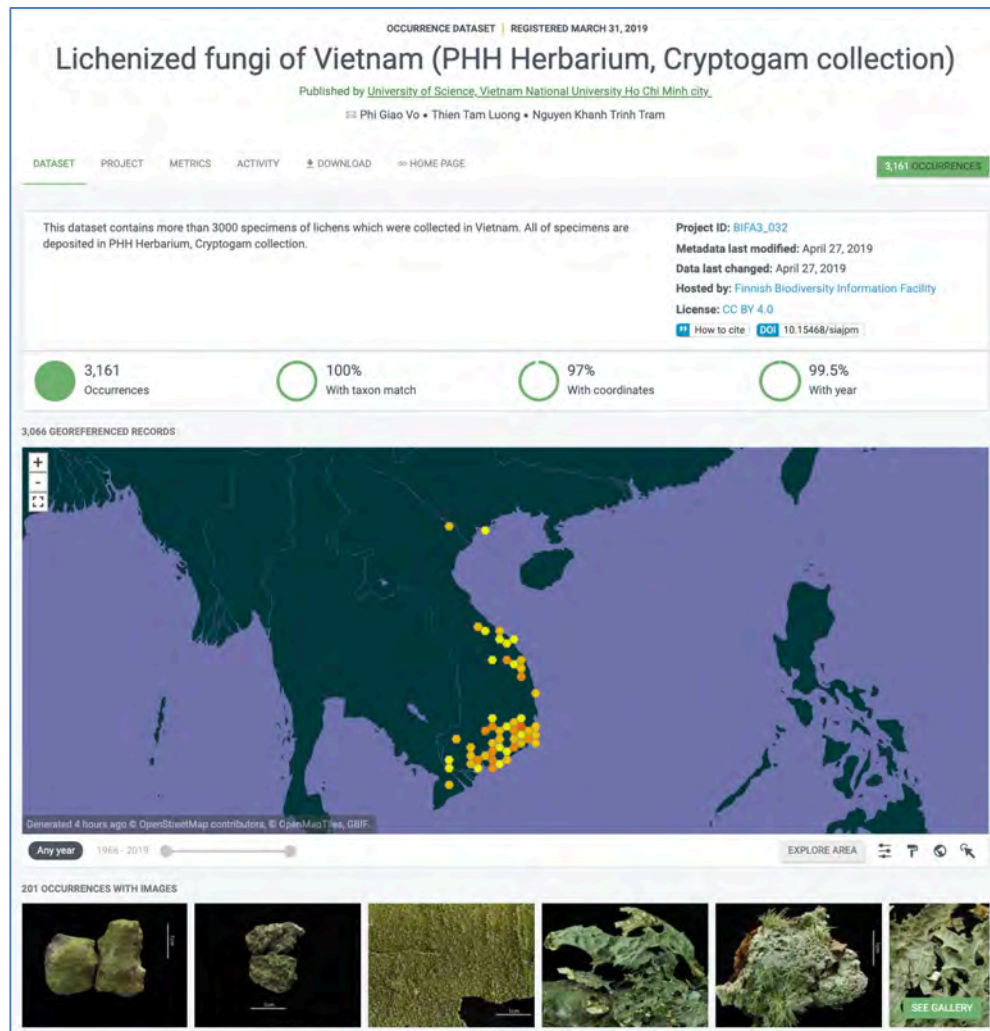 OCCURRENCE DATASET | REGISTERED MARCH 31, 2019
Lichenized fungi of Vietnam (PHH Herbarium, Cryptogam collection)
Published by University of Science, Vietnam National University Ho Chi Minh city
Phi Giao Vo • Thien Tam Luong • Nguyen Khanh Trinh Tram
DATASET PROJECT METRICS ACTIVITY DOWNLOAD HOME PAGE 3,161 OCCURRENCES
This dataset contains more than 3000 specimens of lichens which were collected in Vietnam. All of specimens are
deposited in PHH Herbarium, Cryptogam collection.
Project ID: BIFA3_032
Metadata last modified: April 27, 2019
Data last changed: April 27, 2019
Hosted by: Finnish Biodiversity Information Facility
License: CC BY 4.0
How to cite DOI 10.15468/siajpm
3,161
Occurrences
100%
With taxon match
97%
With coordinates
99.5%
With year
3,066 GEOREFERENCED RECORDS
+
-
Generated 4 hours ago © OpenStreetMap contributors, © OpenMapTiles, GBIF.
Any year 1966 - 2019 EXPLORE AREA
201 OCCURRENCES WITH IMAGES
SEE GALLERY